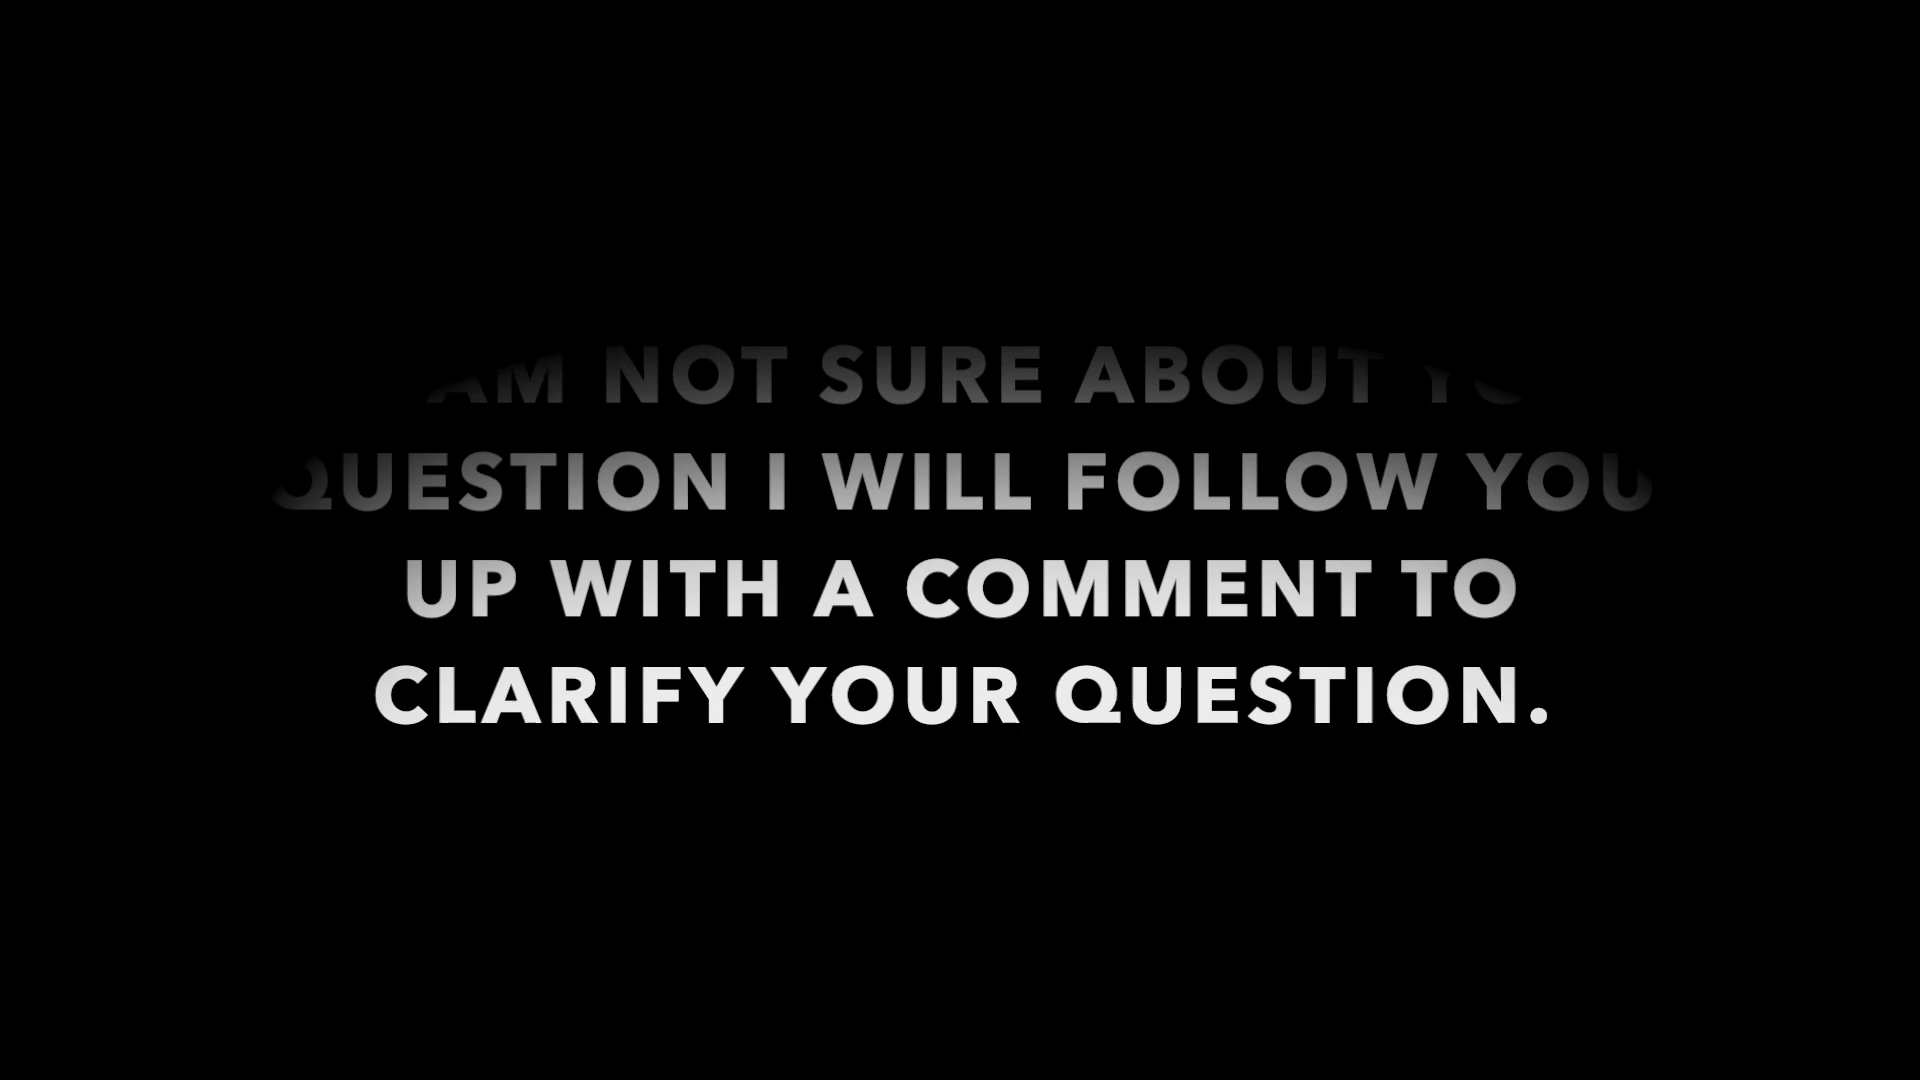 AM NOT SURE ABOUT
QUESTION I WILL FOLLOW YOU
UP WITH A COMMENT TO
CLARIFY YOUR QUESTION.